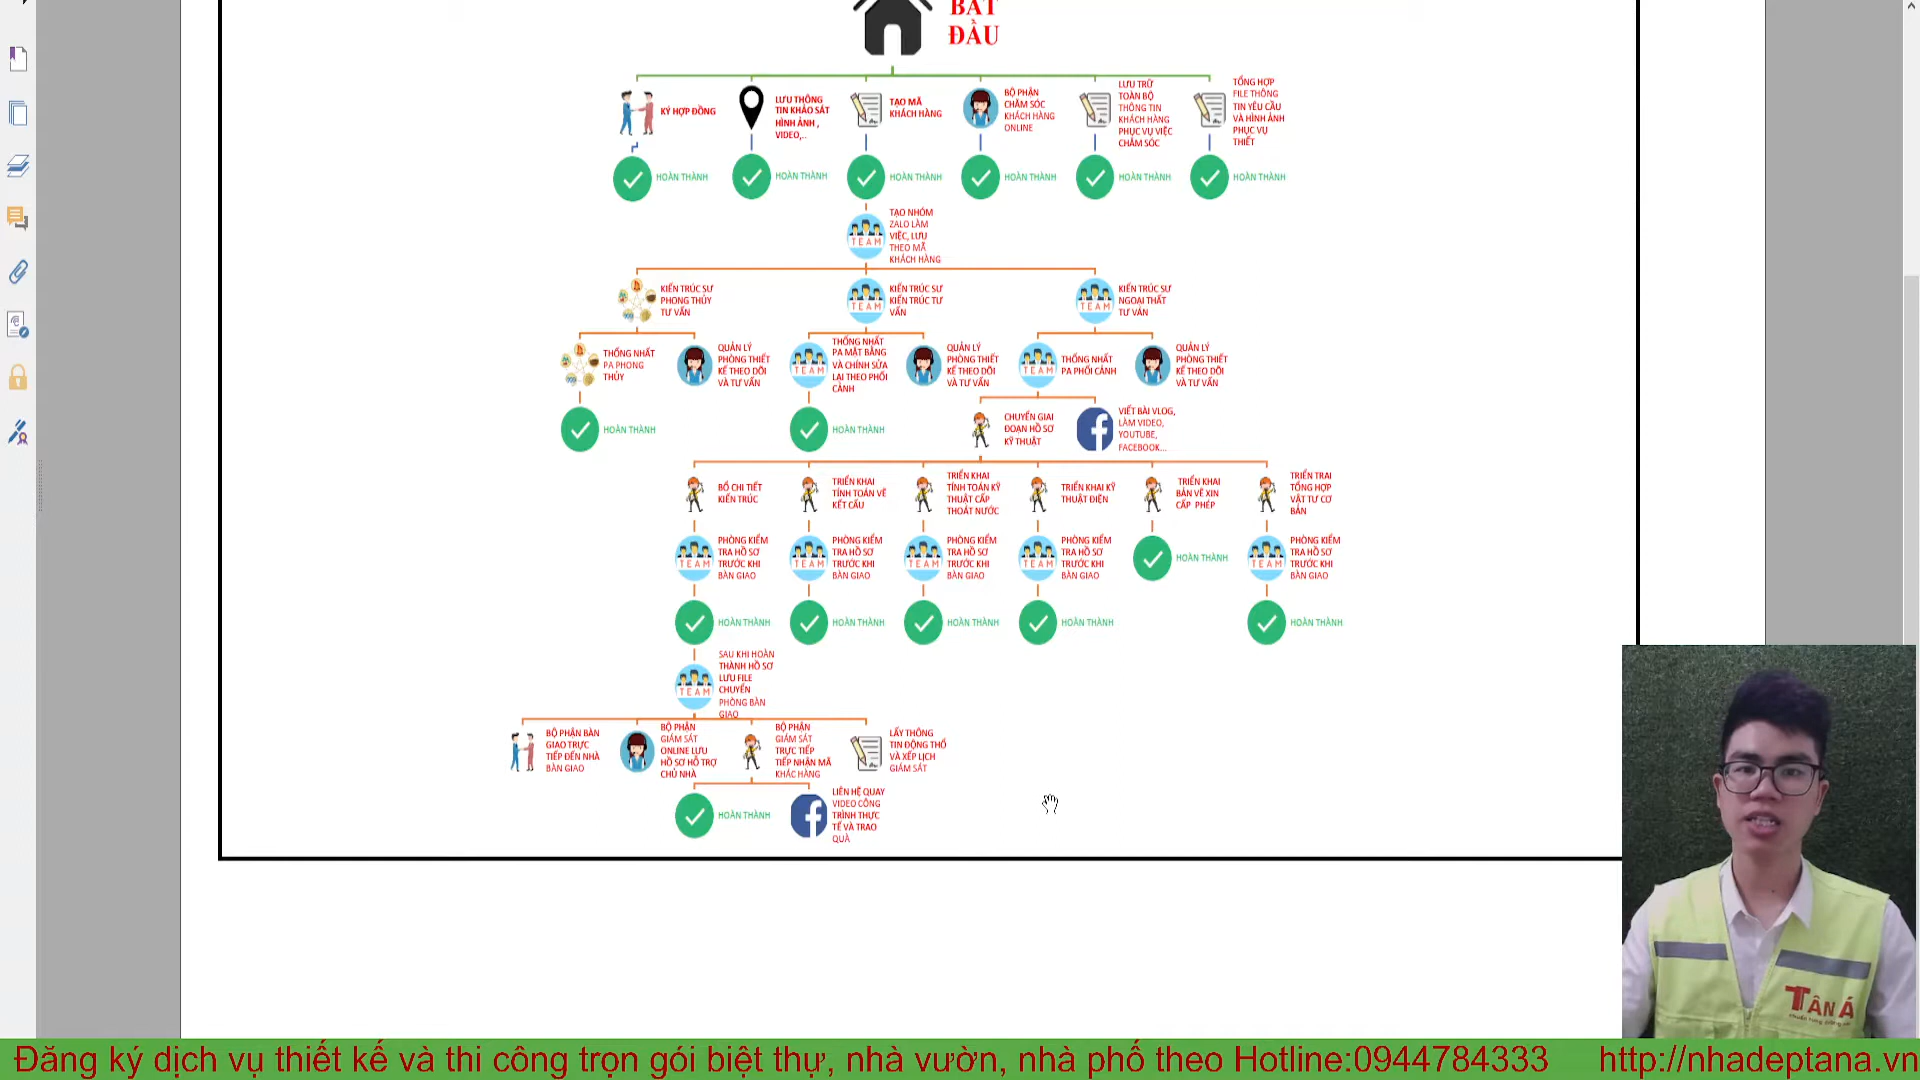 BẮT
ĐẦU
KÝ HỢP ĐỒNG
LƯU THÔNG
TIN KHẢO SÁT
HÌNH ẢNH ,
VIDEO,..
TẠO MÃ
KHÁCH HÀNG
BỘ PHẬN
CHĂM SÓC
KHÁCH HÀNG
ONLINE
LƯU TRỮ
TOÀN BỘ
THÔNG TIN
KHÁCH HÀNG
PHỤC VỤ VIỆC
CHĂM SÓC
TỔNG HỢP
FILE THÔNG
TIN YÊU CẦU
VÀ HÌNH ẢNH
PHỤC VỤ
THIẾT
HOÀN THÀNH
HOÀN THÀNH
HOÀN THÀNH
HOÀN THÀNH
HOÀN THÀNH
HOÀN THÀNH
TEAM
TẠO NHÓM
ZALO LÀM
VIỆC, LƯU
THEO MÃ
KHÁCH HÀNG
KIẾN TRÚC SƯ
PHONG THỦY
TƯ VẤN
TEAM
KIẾN TRÚC SƯ
KIẾN TRÚC TƯ
VẤN
TEAM
KIẾN TRÚC SƯ
NGOẠI THẤT
TƯ VẤN
THỐNG NHẤT
PA PHONG
THỦY
QUẢN LÝ
PHÒNG THIẾT
KẾ THEO DÕI
VÀ TƯ VẤN
TEAM
THỐNG NHẤT
PA MẶT BẰNG
VÀ CHỈNH SỬA
LẠI THEO PHỐI
CẢNH
QUẢN LÝ
PHÒNG THIẾT
KẾ THEO DÕI
VÀ TƯ VẤN
TEAM
THỐNG NHẤT
PA PHỐI CẢNH
QUẢN LÝ
PHÒNG THIẾT
KẾ THEO DÕI
VÀ TƯ VẤN
HOÀN THÀNH
HOÀN THÀNH
CHUYỂN GIAI
ĐOẠN HỒ SƠ
KỸ THUẬT
VIẾT BÀI VLOG,
LÀM VIDEO,
YOUTUBE,
FACEBOOK...
BỔ CHI TIẾT
KIẾN TRÚC
TRIỂN KHAI
TÍNH TOÁN VẼ
KẾT CẤU
TRIỂN KHAI
TÍNH TOÁN KỸ
THUẬT CẤP
THOÁT NƯỚC
TRIỂN KHAI KỸ
THUẬT ĐIỆN
TRIỂN KHAI
BẢN VẼ XIN
CẤP PHÉP
TRIỂN TRAI
TỔNG HỢP
VẬT TƯ CƠ
BẢN
TEAM
PHÒNG KIỂM
TRA HỒ SƠ
TRƯỚC KHI
BÀN GIAO
TEAM
PHÒNG KIỂM
TRA HỒ SƠ
TRƯỚC KHI
BÀN GIAO
TEAM
PHÒNG KIỂM
TRA HỒ SƠ
TRƯỚC KHI
BÀN GIAO
TEAM
PHÒNG KIỂM
TRA HỒ SƠ
TRƯỚC KHI
BÀN GIAO
HOÀN THÀNH
TEAM
PHÒNG KIỂM
TRA HỒ SƠ
TRƯỚC KHI
BÀN GIAO
HOÀN THÀNH
HOÀN THÀNH
HOÀN THÀNH
HOÀN THÀNH
HOÀN THÀNH
TEAM
SAU KHI HOÀN
THÀNH HỒ SƠ
LƯU FILE
CHUYỂN
PHÒNG BÀN
GIAO
BỘ PHẬN BÀN
GIAO TRỰC
TIẾP ĐẾN NHÀ
BÀN GIAO
BỘ PHẬN
GIÁM SÁT
ONLINE LƯU
HỒ SƠ HỖ TRỢ
CHỦ NHÀ
BỘ PHẬN
GIÁM SÁT
TRỰC TIẾP
TIẾP NHẬN MÃ
KHÁC HÀNG
LẤY THÔNG
TIN ĐỘNG THỔ
VÀ XẾP LỊCH
GIÁM SÁT
HOÀN THÀNH
LIÊN HỆ QUAY
VIDEO CÔNG
TRÌNH THỰC
TẾ VÀ TRAO
QUÀ
TÂN Á
Đăng ký dịch vụ thiết kế và thi công trọn gói biệt thự, nhà vườn, nhà phố theo Hotline:0944784333 http://nhadeptana.vn